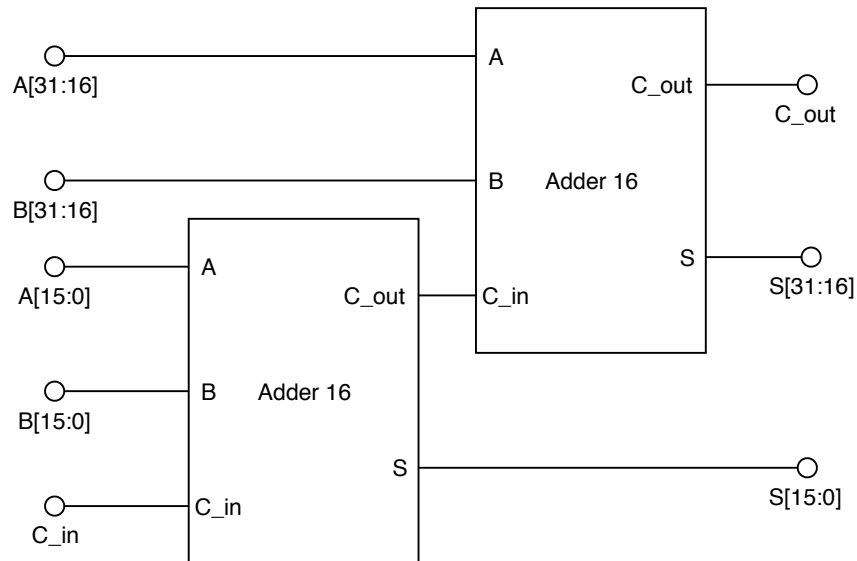 A[31:16]
A
C_out
C_out
B[31:16]
B
Adder 16
S
S[31:16]
C_in
A[15:0]
A
C_out
B[15:0]
B
Adder 16
S
S[15:0]
C_in
C_in